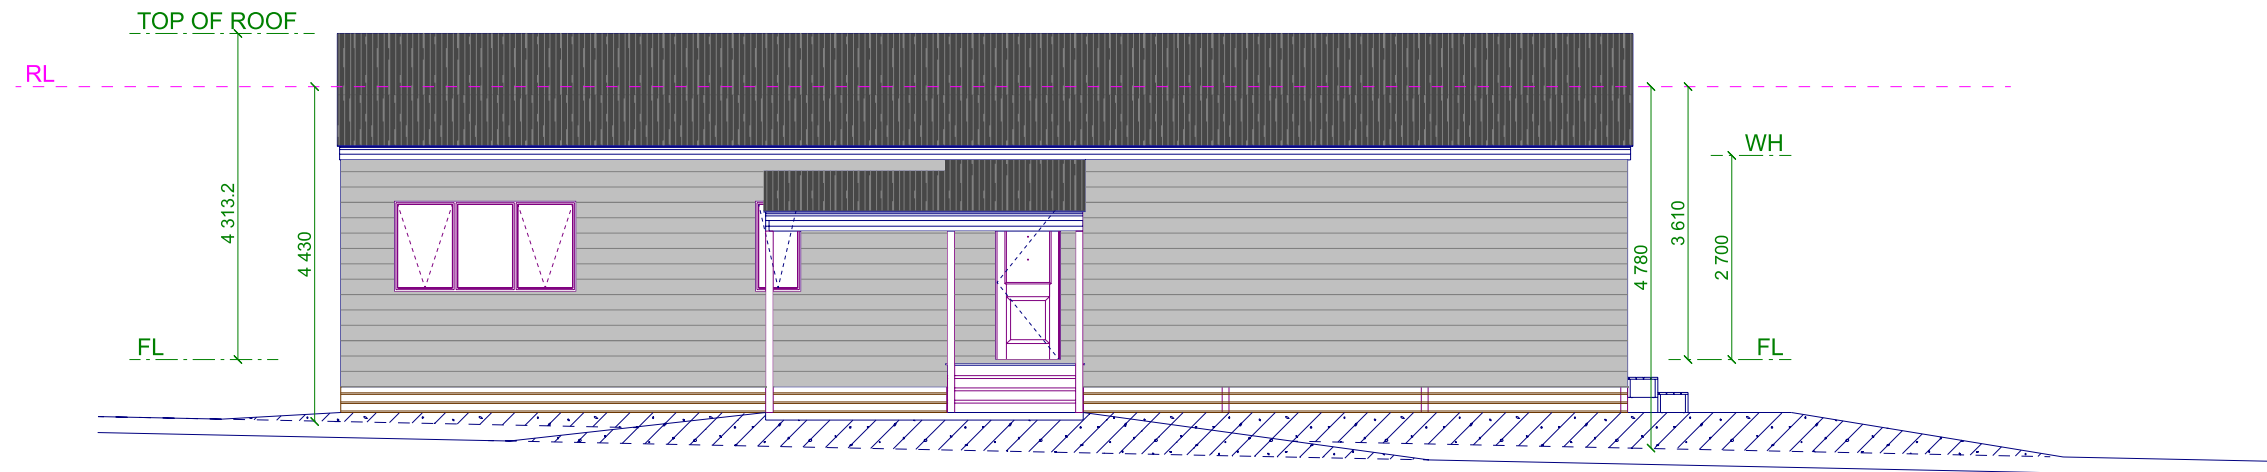 TOP OF ROOF
RL
WH
4 313.2
4 430
4 780
3 610
2 700
FL
FL